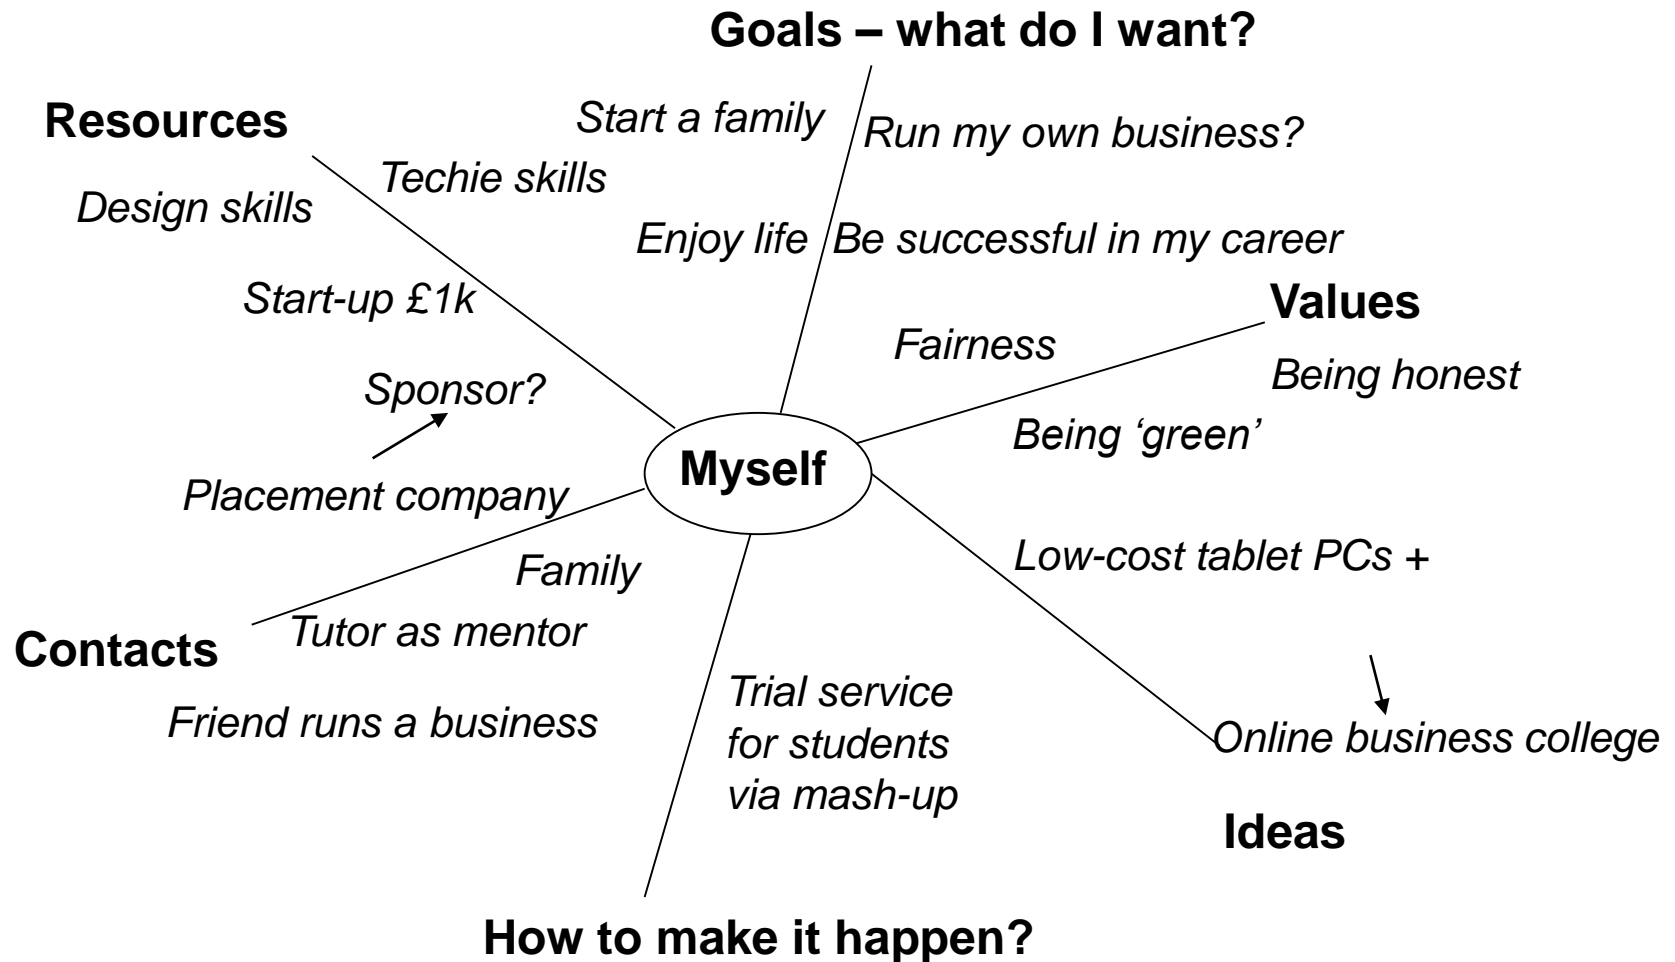 Goals – what do I want?
Resources
Start a family
Run my own business?
Techie skills
Design skills
Enjoy life
Be successful in my career
Start-up £1k
Values
Fairness
Being honest
Sponsor?
Being ‘green’
Myself
Placement company
Low-cost tablet PCs +
Family
Tutor as mentor
Contacts
Friend runs a business
Trial service
for students
via mash-up
Online business college
Ideas
How to make it happen?